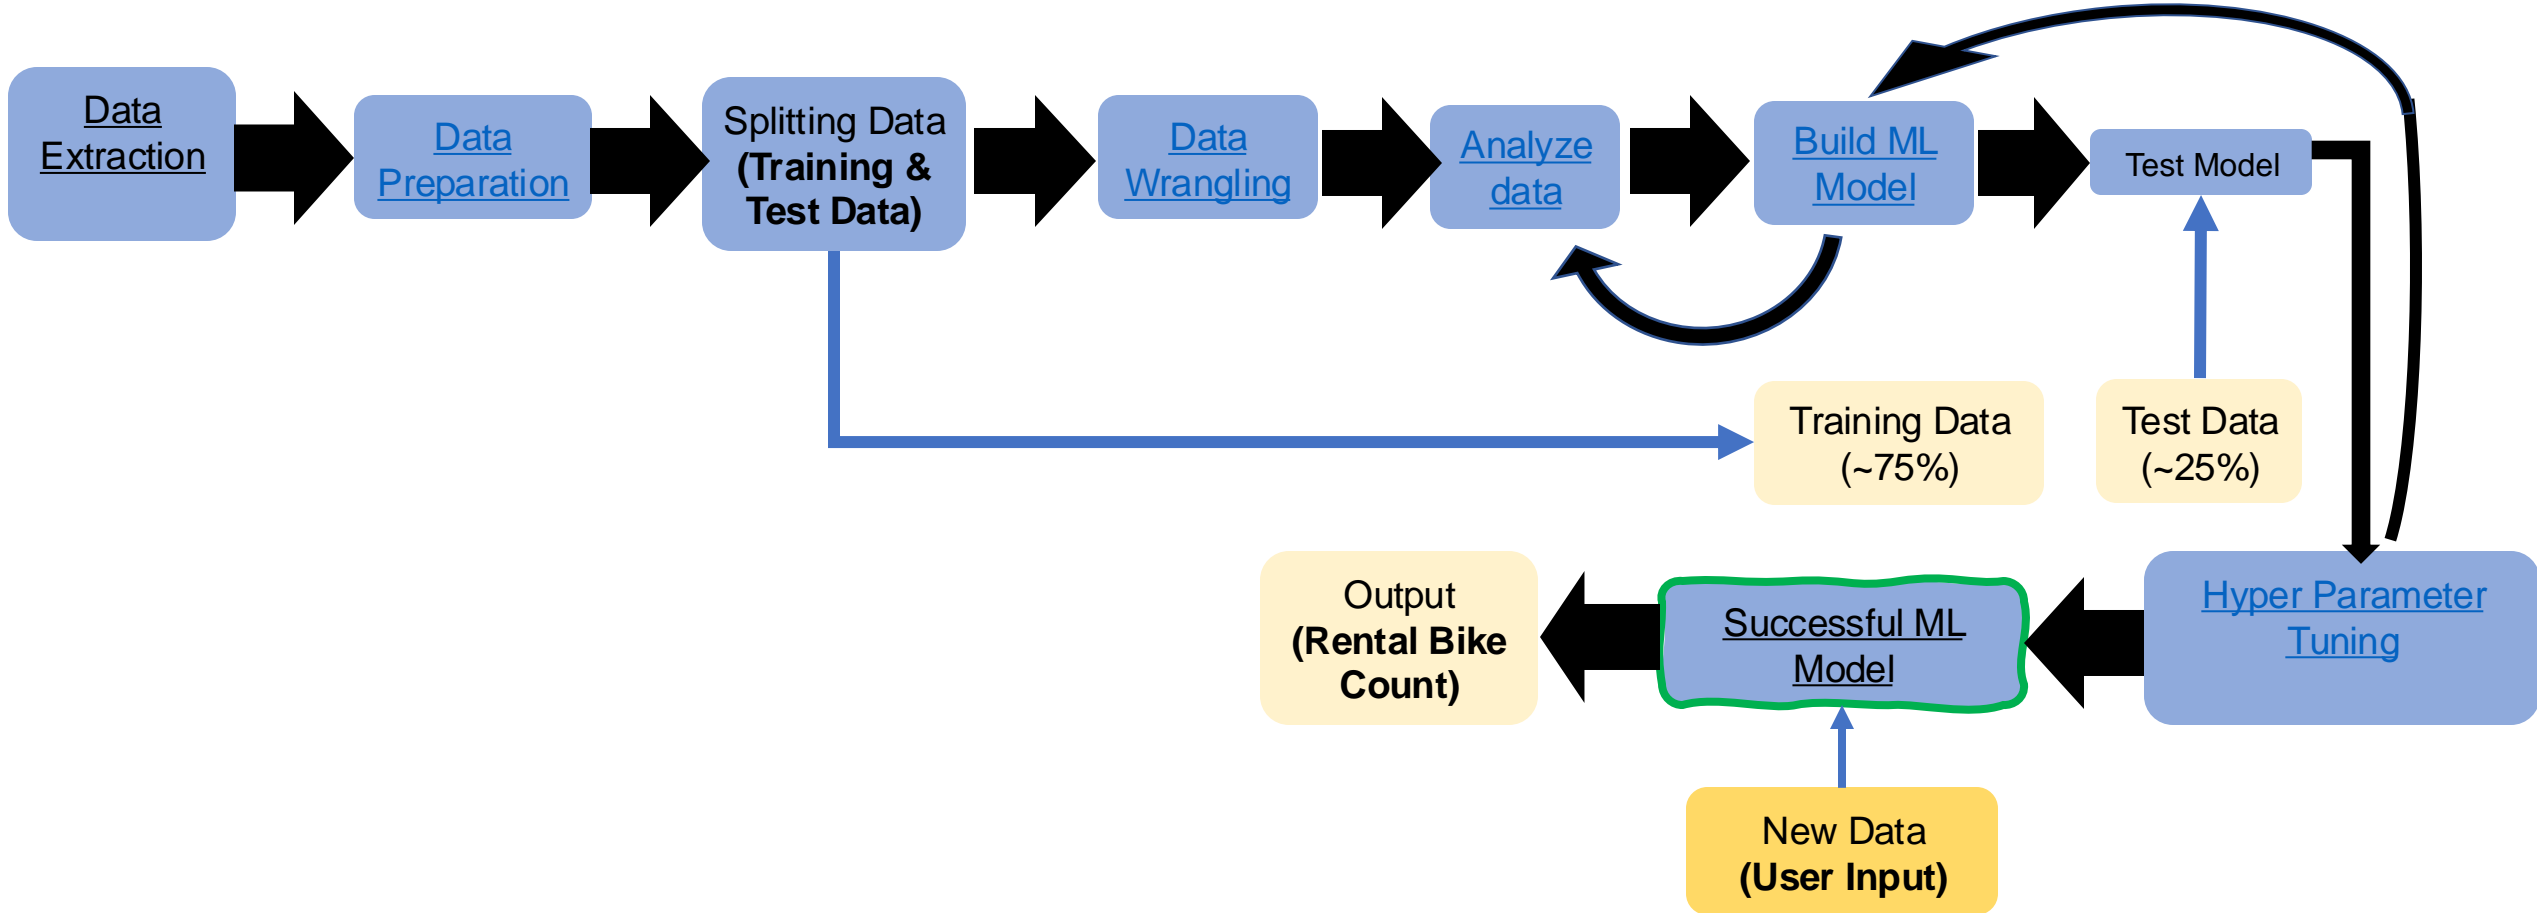 Data
Extraction
Data
Preparation
Splitting Data
(Training &
Test Data)
Data
Wrangling
Analyze
data
Build ML
Model
Test Model
Training Data
(~75%)
Test Data
(~25%)
Hyper Parameter
Tuning
Successful ML
Model
Output
(Rental Bike
Count)
New Data
(User Input)